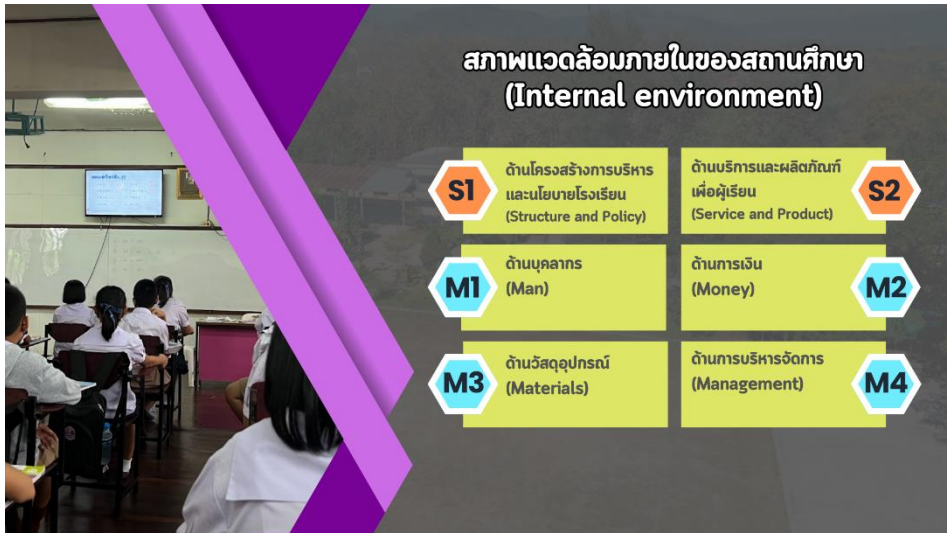 สภาพแวดล้อมภายในของสถานศึกษา
(Internal environment)
S1
ด้านโครงสร้างการบริหาร
และนโยบายโรงเรียน
(Structure and Policy)
ด้านบริการและผลิตภัณฑ์
เพื่อผู้เรียน
(Service and Product)
S2
M1
ด้านบุคลากร
(Man)
ด้านการเงิน
(Money)
M2
M3
ด้านวัสดุอุปกรณ์
(Materials)
ด้านการบริหารจัดการ
(Management)
M4